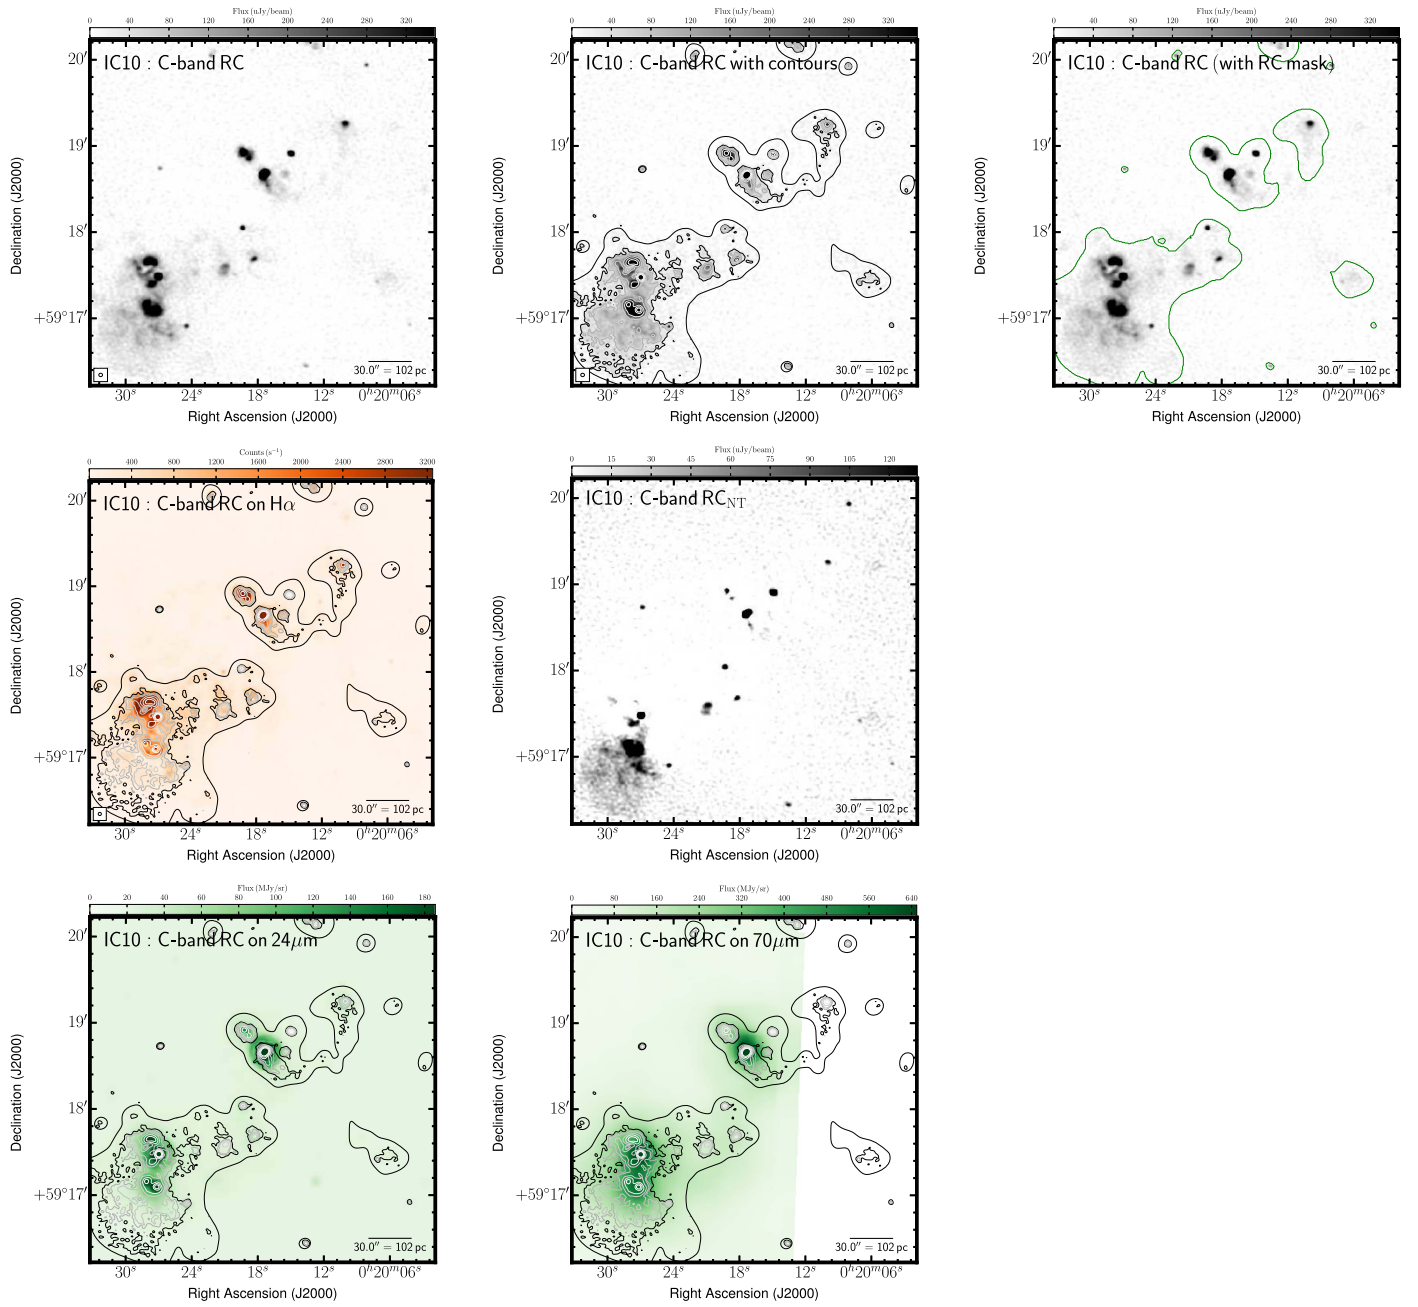 Flux (uJy/beam)
0 40 80 120 160 200 240 280 320
IC10 : C-band RC
20′
19′
18′
+59°17′
Declination (J2000)
30.0″ = 102 pc
30ˢ 24ˢ 18ˢ 12ˢ 0ʰ20ᵐ06ˢ
Right Ascension (J2000)
Flux (uJy/beam)
0 40 80 120 160 200 240 280 320
IC10 : C-band RC with contours
20′
19′
18′
+59°17′
Declination (J2000)
30.0″ = 102 pc
30ˢ 24ˢ 18ˢ 12ˢ 0ʰ20ᵐ06ˢ
Right Ascension (J2000)
Flux (uJy/beam)
0 40 80 120 160 200 240 280 320
IC10 : C-band RC (with RC mask)
20′
19′
18′
+59°17′
Declination (J2000)
30.0″ = 102 pc
30ˢ 24ˢ 18ˢ 12ˢ 0ʰ20ᵐ06ˢ
Right Ascension (J2000)
Counts (s⁻¹)
0 400 800 1200 1600 2000 2400 2800 3200
IC10 : C-band RC on Hα
20′
19′
18′
+59°17′
Declination (J2000)
30.0″ = 102 pc
30ˢ 24ˢ 18ˢ 12ˢ 0ʰ20ᵐ06ˢ
Right Ascension (J2000)
Flux (uJy/beam)
0 15 30 45 60 75 90 105 120
IC10 : C-band RC_NT
20′
19′
18′
+59°17′
Declination (J2000)
30.0″ = 102 pc
30ˢ 24ˢ 18ˢ 12ˢ 0ʰ20ᵐ06ˢ
Right Ascension (J2000)
Flux (MJy/sr)
0 20 40 60 80 100 120 140 160 180
IC10 : C-band RC on 24μm
20′
19′
18′
+59°17′
Declination (J2000)
30.0″ = 102 pc
30ˢ 24ˢ 18ˢ 12ˢ 0ʰ20ᵐ06ˢ
Right Ascension (J2000)
Flux (MJy/sr)
0 80 160 240 320 400 480 560 640
IC10 : C-band RC on 70μm
20′
19′
18′
+59°17′
Declination (J2000)
30.0″ = 102 pc
30ˢ 24ˢ 18ˢ 12ˢ 0ʰ20ᵐ06ˢ
Right Ascension (J2000)